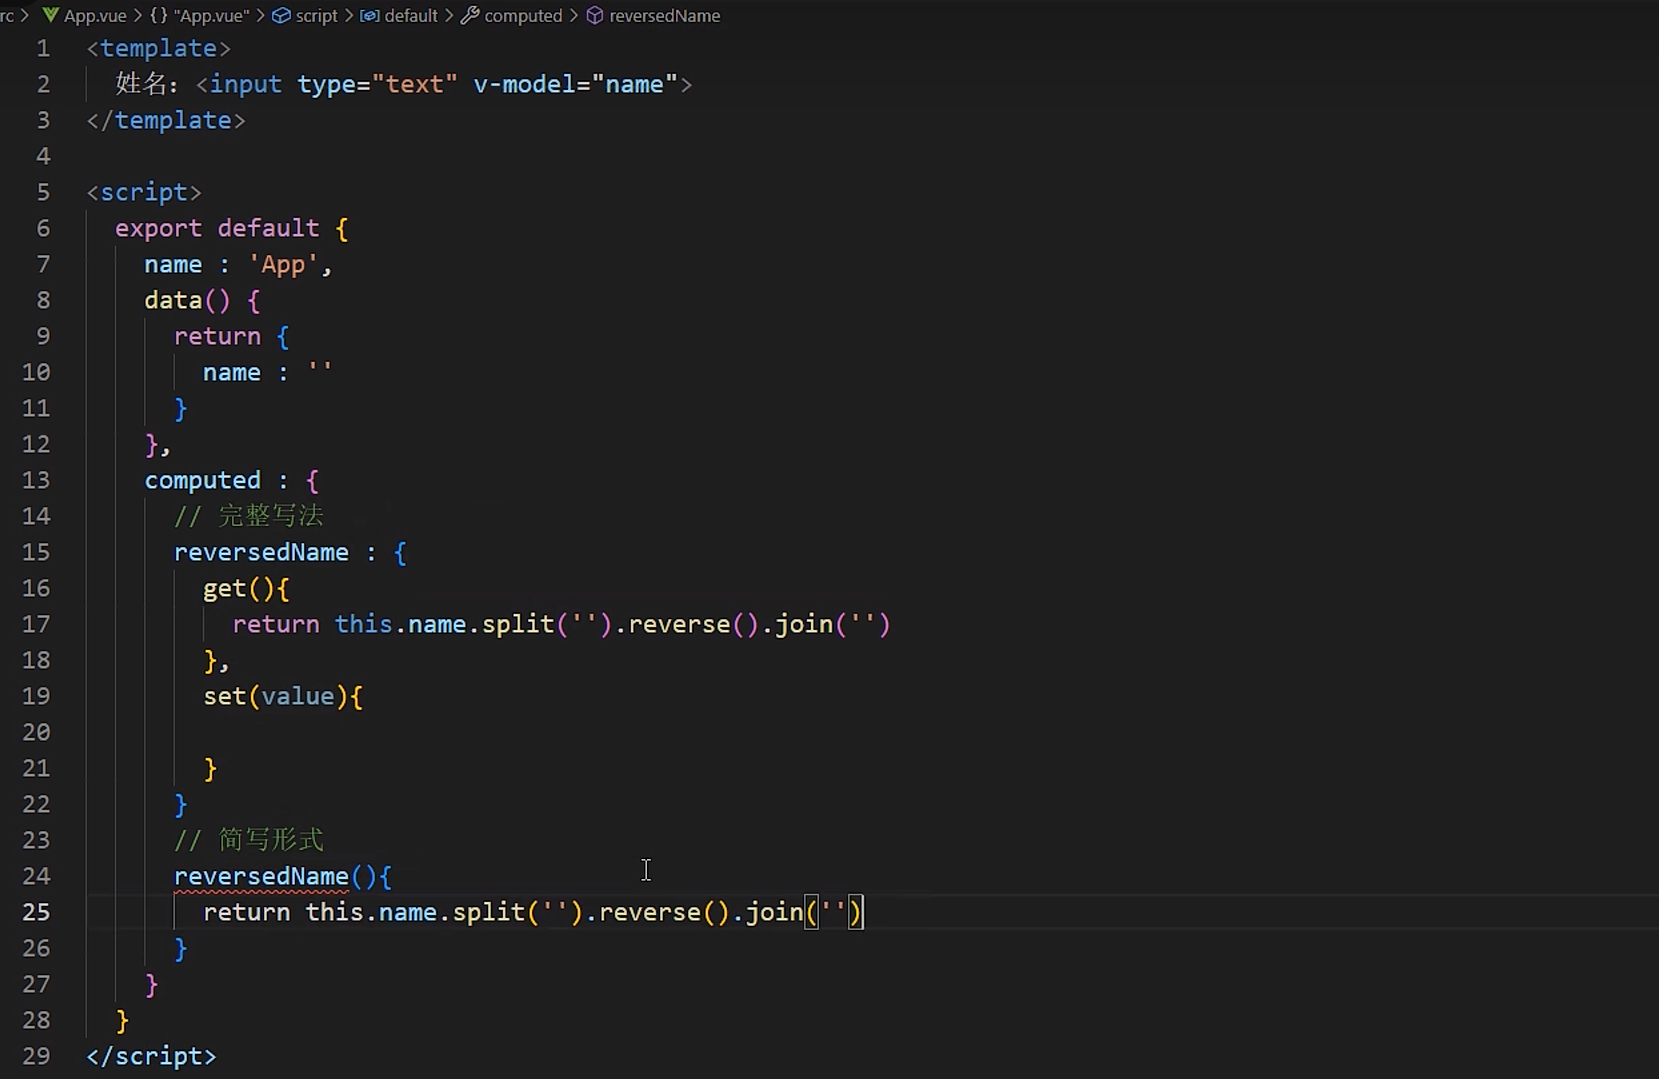 rc > App.vue > {} "App.vue" > script > default > computed > reversedName
1 <template>
2 姓名：<input type="text" v-model="name">
3 </template>
4
5 <script>
6 export default {
7 name : 'App',
8 data() {
9 return {
10 name : ''
11 }
12 },
13 computed : {
14 // 完整写法
15 reversedName : {
16 get(){
17 return this.name.split('').reverse().join('')
18 },
19 set(value){
20
21 }
22 }
23 // 简写形式
24 reversedName(){
25 return this.name.split('').reverse().join('')
26 }
27 }
28 }
29 </script>